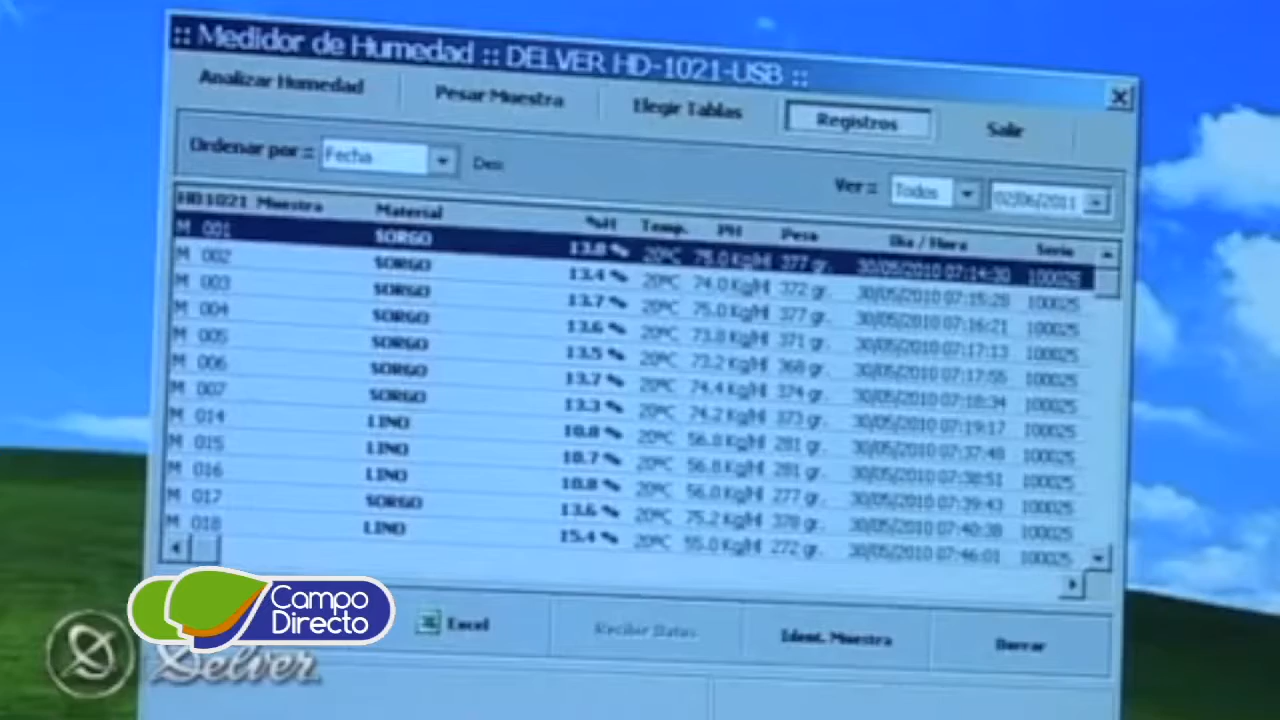 :: Medidor de Humedad :: DELVER HD-1021-USB ::
Analizar Humedad Pesar Muestra Elegir Tablas Registros Salir
Ordenar por = Fecha Des Ver = Todos 02/06/2011
HD1021 Muestra Material %H Temp. PH Peso Dia / Hora Serie
M 001 SORGO 13.8 % 20ºC 75.0 Kg/Hl 377 gr. 30/05/2010 07:14:30 100025
M 002 SORGO 13.4 % 20ºC 74.0 Kg/Hl 372 gr. 30/05/2010 07:15:28 100025
M 003 SORGO 13.7 % 20ºC 75.0 Kg/Hl 377 gr. 30/05/2010 07:16:21 100025
M 004 SORGO 13.6 % 20ºC 73.8 Kg/Hl 371 gr. 30/05/2010 07:17:13 100025
M 005 SORGO 13.5 % 20ºC 73.2 Kg/Hl 368 gr. 30/05/2010 07:17:55 100025
M 006 SORGO 13.7 % 20ºC 74.4 Kg/Hl 374 gr. 30/05/2010 07:18:34 100025
M 007 SORGO 13.3 % 20ºC 74.2 Kg/Hl 373 gr. 30/05/2010 07:19:17 100025
M 014 LINO 10.8 % 20ºC 56.8 Kg/Hl 281 gr. 30/05/2010 07:37:48 100025
M 015 LINO 10.7 % 20ºC 56.8 Kg/Hl 281 gr. 30/05/2010 07:38:51 100025
M 016 LINO 10.8 % 20ºC 56.0 Kg/Hl 277 gr. 30/05/2010 07:39:43 100025
M 017 SORGO 13.6 % 20ºC 75.2 Kg/Hl 378 gr. 30/05/2010 07:40:38 100025
M 018 LINO 15.4 % 20ºC 55.0 Kg/Hl 272 gr. 30/05/2010 07:46:01 100025
Excel Recibir Datos Ident. Muestra Borrar
Campo
Directo
Delver